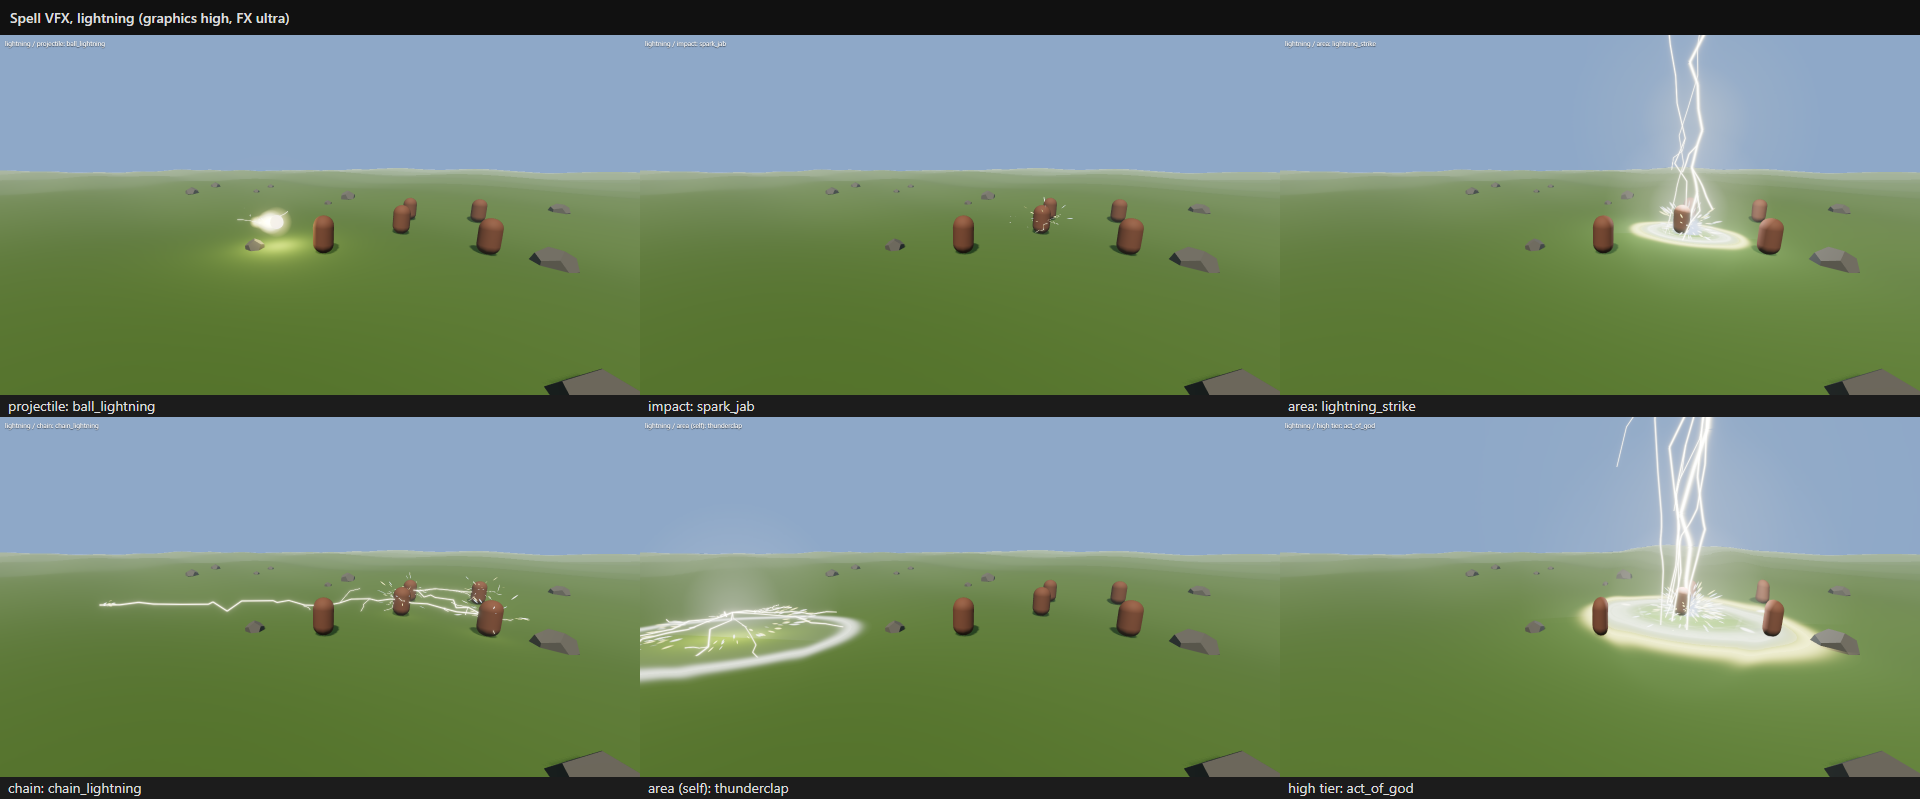 Spell VFX, lightning (graphics high, FX ultra)
lightning / projectile: ball_lightning
lightning / impact: spark_jab
lightning / area: lightning_strike
projectile: ball_lightning
impact: spark_jab
area: lightning_strike
lightning / chain: chain_lightning
lightning / area (self): thunderclap
lightning / high tier: act_of_god
chain: chain_lightning
area (self): thunderclap
high tier: act_of_god